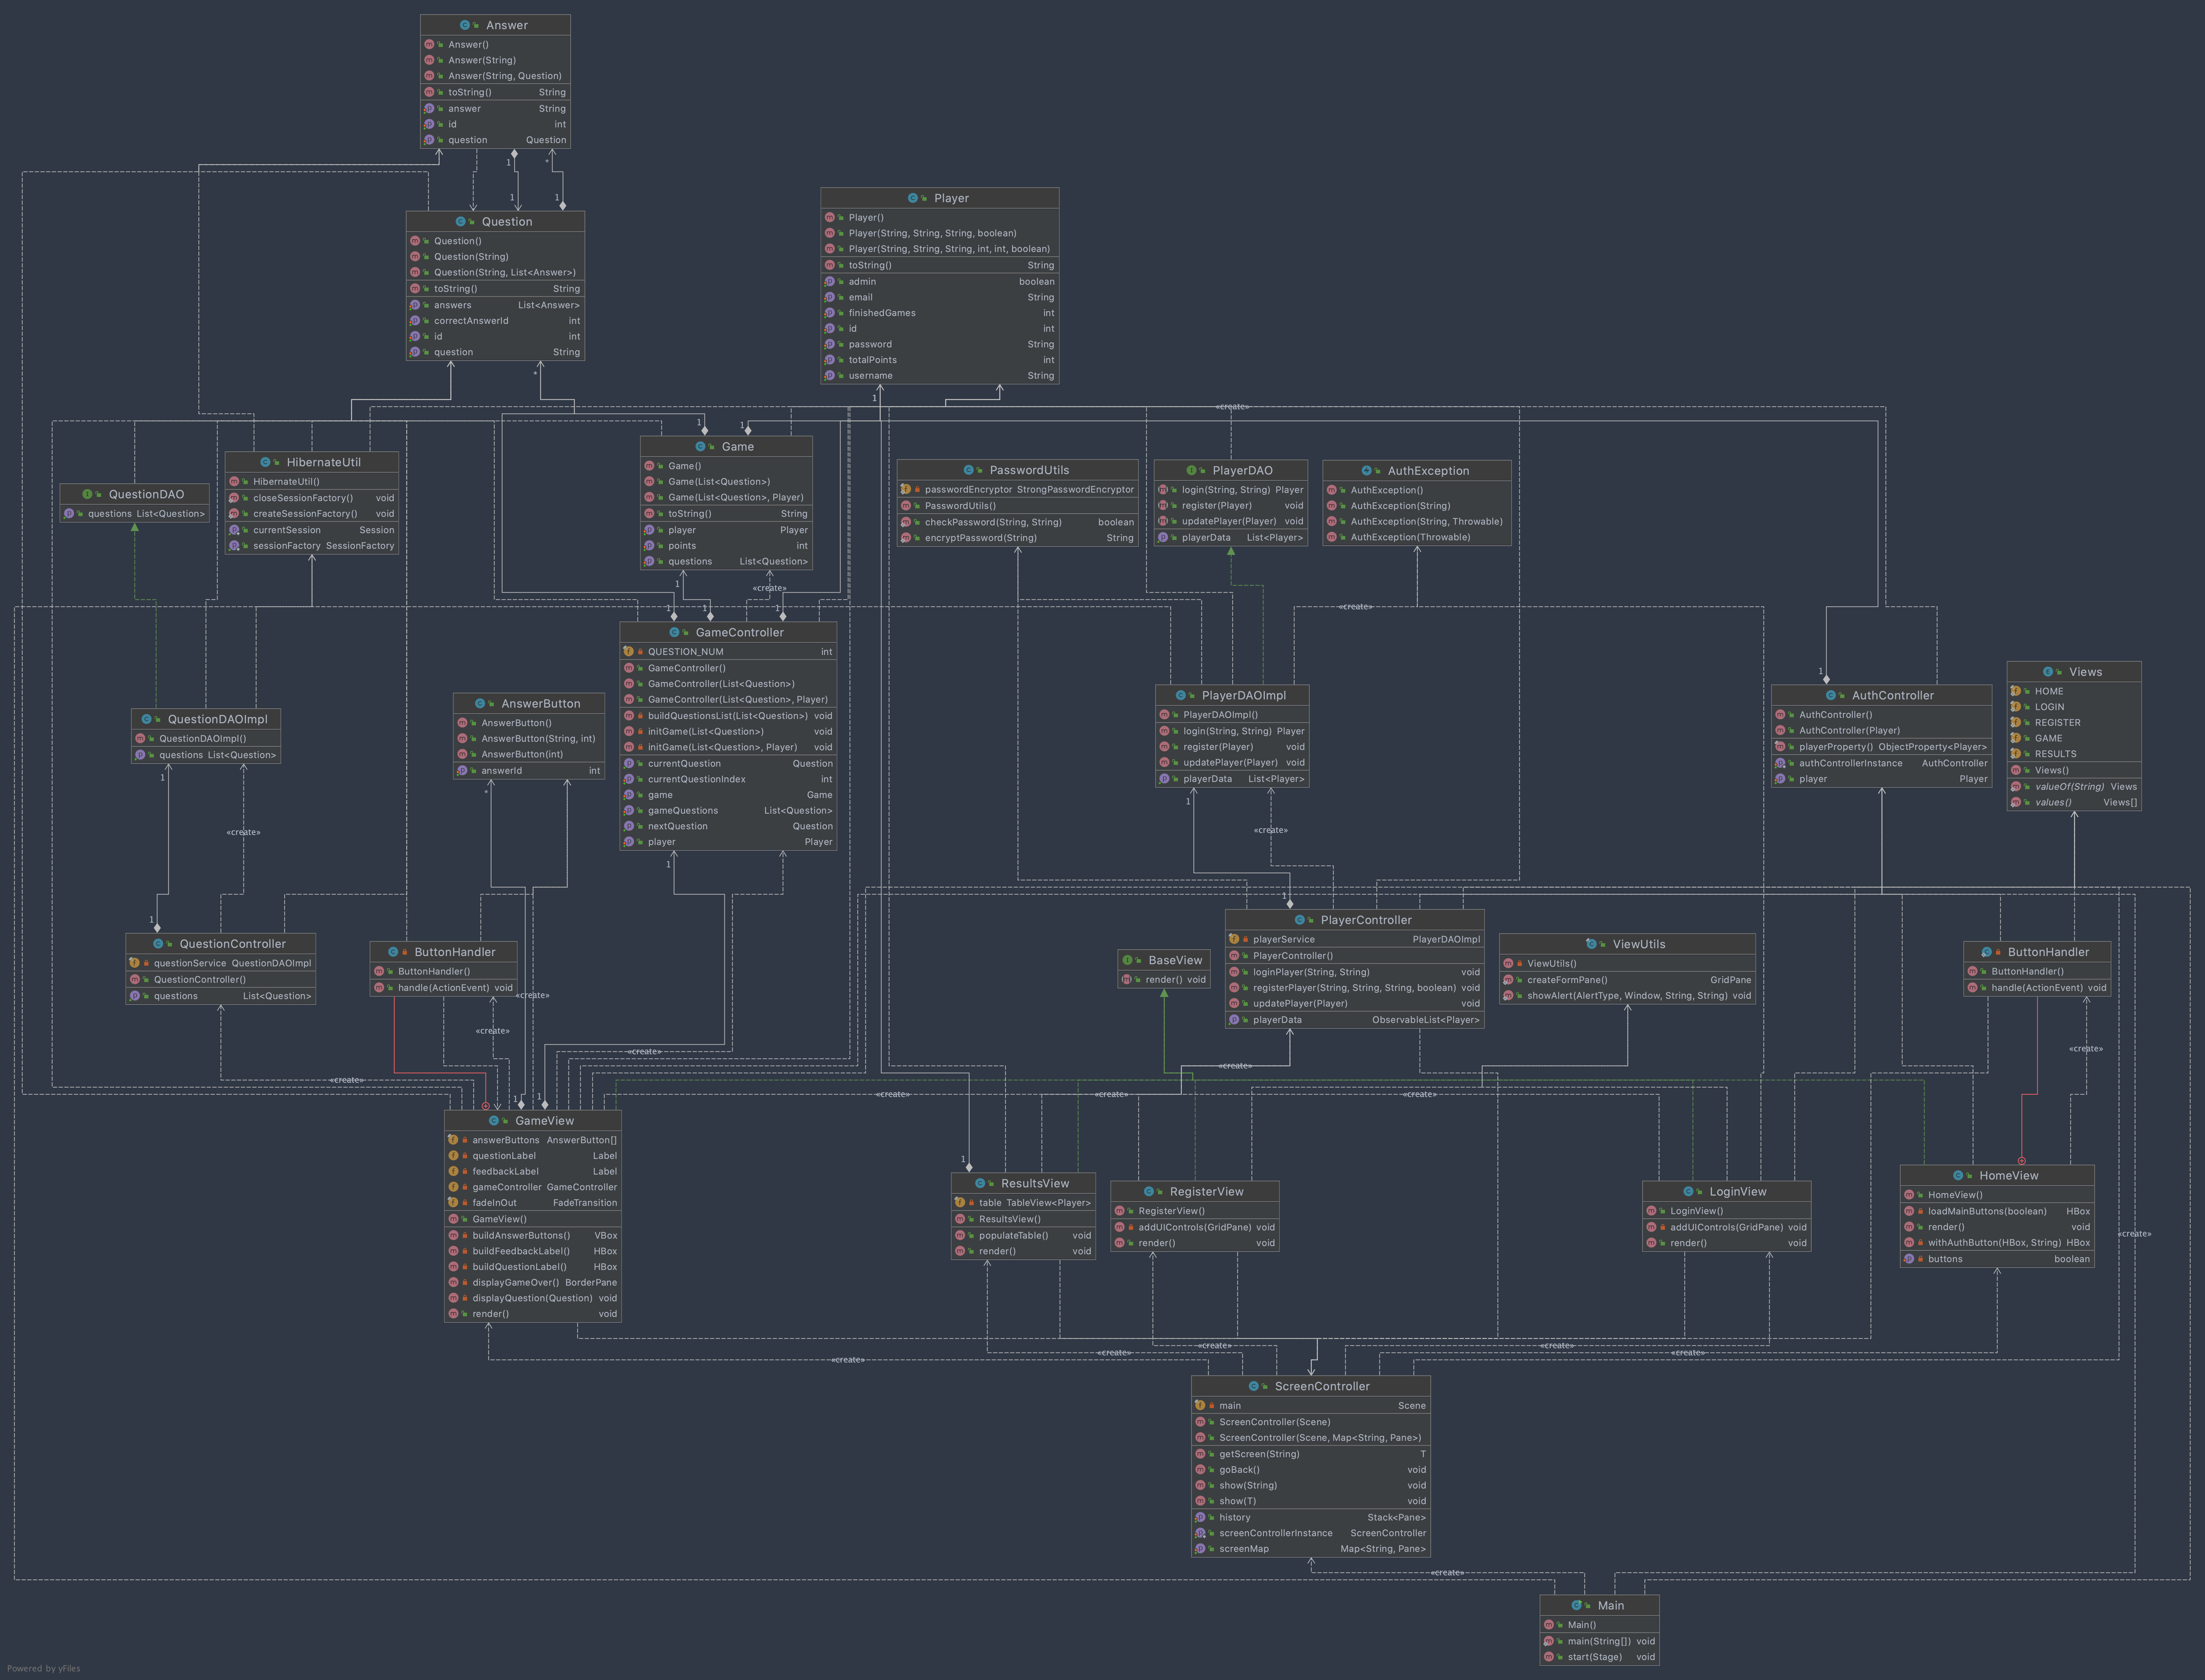 Answer
Answer()
Answer(String)
Answer(String, Question)
toString() String
answer String
id int
question Question
1
*
1
1
Question
Question()
Question(String)
Question(String, List<Answer>)
toString() String
answers List<Answer>
correctAnswerId int
id int
question String
*
Player
Player()
Player(String, String, String, boolean)
Player(String, String, String, int, int, boolean)
toString() String
admin boolean
email String
finishedGames int
id int
password String
totalPoints int
username String
1
«create»
1
1
Game
Game()
Game(List<Question>)
Game(List<Question>, Player)
toString() String
player Player
points int
questions List<Question>
HibernateUtil
HibernateUtil()
closeSessionFactory() void
createSessionFactory() void
currentSession Session
sessionFactory SessionFactory
QuestionDAO
questions List<Question>
PasswordUtils
passwordEncryptor StrongPasswordEncryptor
PasswordUtils()
checkPassword(String, String) boolean
encryptPassword(String) String
PlayerDAO
login(String, String) Player
register(Player) void
updatePlayer(Player) void
playerData List<Player>
AuthException
AuthException()
AuthException(String)
AuthException(String, Throwable)
AuthException(Throwable)
1
«create»
1
1
1
«create»
GameController
QUESTION_NUM int
GameController()
GameController(List<Question>)
GameController(List<Question>, Player)
buildQuestionsList(List<Question>) void
initGame(List<Question>) void
initGame(List<Question>, Player) void
currentQuestion Question
currentQuestionIndex int
game Game
gameQuestions List<Question>
nextQuestion Question
player Player
1
AnswerButton
AnswerButton()
AnswerButton(String, int)
AnswerButton(int)
answerId int
*
QuestionDAOImpl
QuestionDAOImpl()
questions List<Question>
1
«create»
1
PlayerDAOImpl
PlayerDAOImpl()
login(String, String) Player
register(Player) void
updatePlayer(Player) void
playerData List<Player>
1
«create»
1
1
AuthController
AuthController()
AuthController(Player)
playerProperty() ObjectProperty<Player>
authControllerInstance AuthController
player Player
Views
HOME
LOGIN
REGISTER
GAME
RESULTS
Views()
valueOf(String) Views
values() Views[]
QuestionController
questionService QuestionDAOImpl
QuestionController()
questions List<Question>
ButtonHandler
ButtonHandler()
handle(ActionEvent) void
«create»
«create»
«create»
«create»
BaseView
render() void
PlayerController
playerService PlayerDAOImpl
PlayerController()
loginPlayer(String, String) void
registerPlayer(String, String, String, boolean) void
updatePlayer(Player) void
playerData ObservableList<Player>
ViewUtils
ViewUtils()
createFormPane() GridPane
showAlert(AlertType, Window, String, String) void
ButtonHandler
ButtonHandler()
handle(ActionEvent) void
«create»
«create»
«create»
«create»
«create»
1
1
GameView
answerButtons AnswerButton[]
questionLabel Label
feedbackLabel Label
gameController GameController
fadeInOut FadeTransition
GameView()
buildAnswerButtons() VBox
buildFeedbackLabel() HBox
buildQuestionLabel() HBox
displayGameOver() BorderPane
displayQuestion(Question) void
render() void
1
ResultsView
table TableView<Player>
ResultsView()
populateTable() void
render() void
RegisterView
RegisterView()
addUIControls(GridPane) void
render() void
LoginView
LoginView()
addUIControls(GridPane) void
render() void
HomeView
HomeView()
loadMainButtons(boolean) HBox
render() void
withAuthButton(HBox, String) HBox
buttons boolean
«create»
«create»
«create»
«create»
«create»
«create»
ScreenController
main Scene
ScreenController(Scene)
ScreenController(Scene, Map<String, Pane>)
getScreen(String) T
goBack() void
show(String) void
show(T) void
history Stack<Pane>
screenControllerInstance ScreenController
screenMap Map<String, Pane>
«create»
Main
Main()
main(String[]) void
start(Stage) void
Powered by yFiles